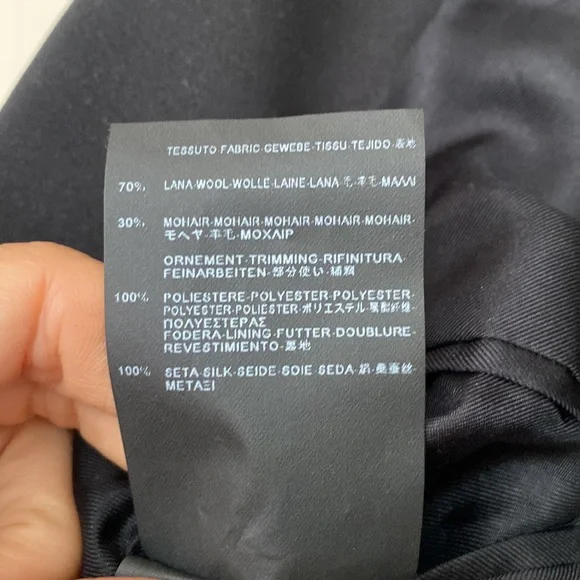 TESSUTO-FABRIC-GEWEBE-TISSU-TEJIDO-表地
70% LANA-WOOL-WOLLE-LAINE-LANA-毛-羊毛-ΜΑΛΛΙ
30% MOHAIR-MOHAIR-MOHAIR-MOHAIR-MOHAIR-
モヘヤ-羊毛-ΜΟΧΑΙΡ
ORNEMENT-TRIMMING-RIFINITURA-
FEINARBEITEN-部分使い-
100% POLIESTERE-POLYESTER-POLYESTER-
POLYESTER-POLIESTER-ポリエステル-聚酯纤维-
ΠΟΛΥΕΣΤΕΡΑΣ
FODERA-LINING-FUTTER-DOUBLURE-
REVESTIMIENTO-裏地
100% SETA-SILK-SEIDE-SOIE-SEDA-絹-桑蚕丝-
ΜΕΤΑΞΙ